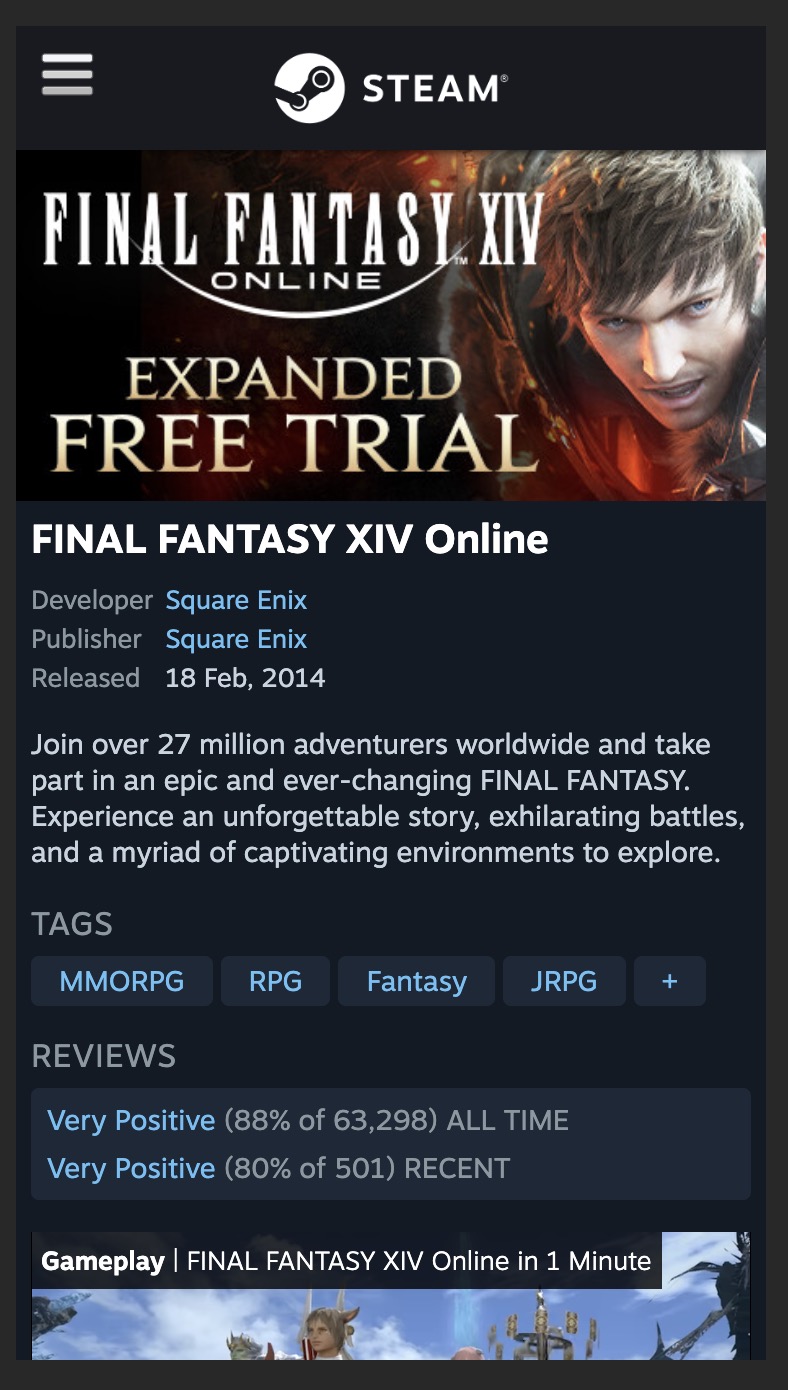 STEAM®
FINAL FANTASY XIV
™
ONLINE
EXPANDED
FREE TRIAL
FINAL FANTASY XIV Online
Developer Square Enix
Publisher Square Enix
Released 18 Feb, 2014
Join over 27 million adventurers worldwide and take
part in an epic and ever-changing FINAL FANTASY.
Experience an unforgettable story, exhilarating battles,
and a myriad of captivating environments to explore.
TAGS
MMORPG RPG Fantasy JRPG +
REVIEWS
Very Positive (88% of 63,298) ALL TIME
Very Positive (80% of 501) RECENT
Gameplay | FINAL FANTASY XIV Online in 1 Minute